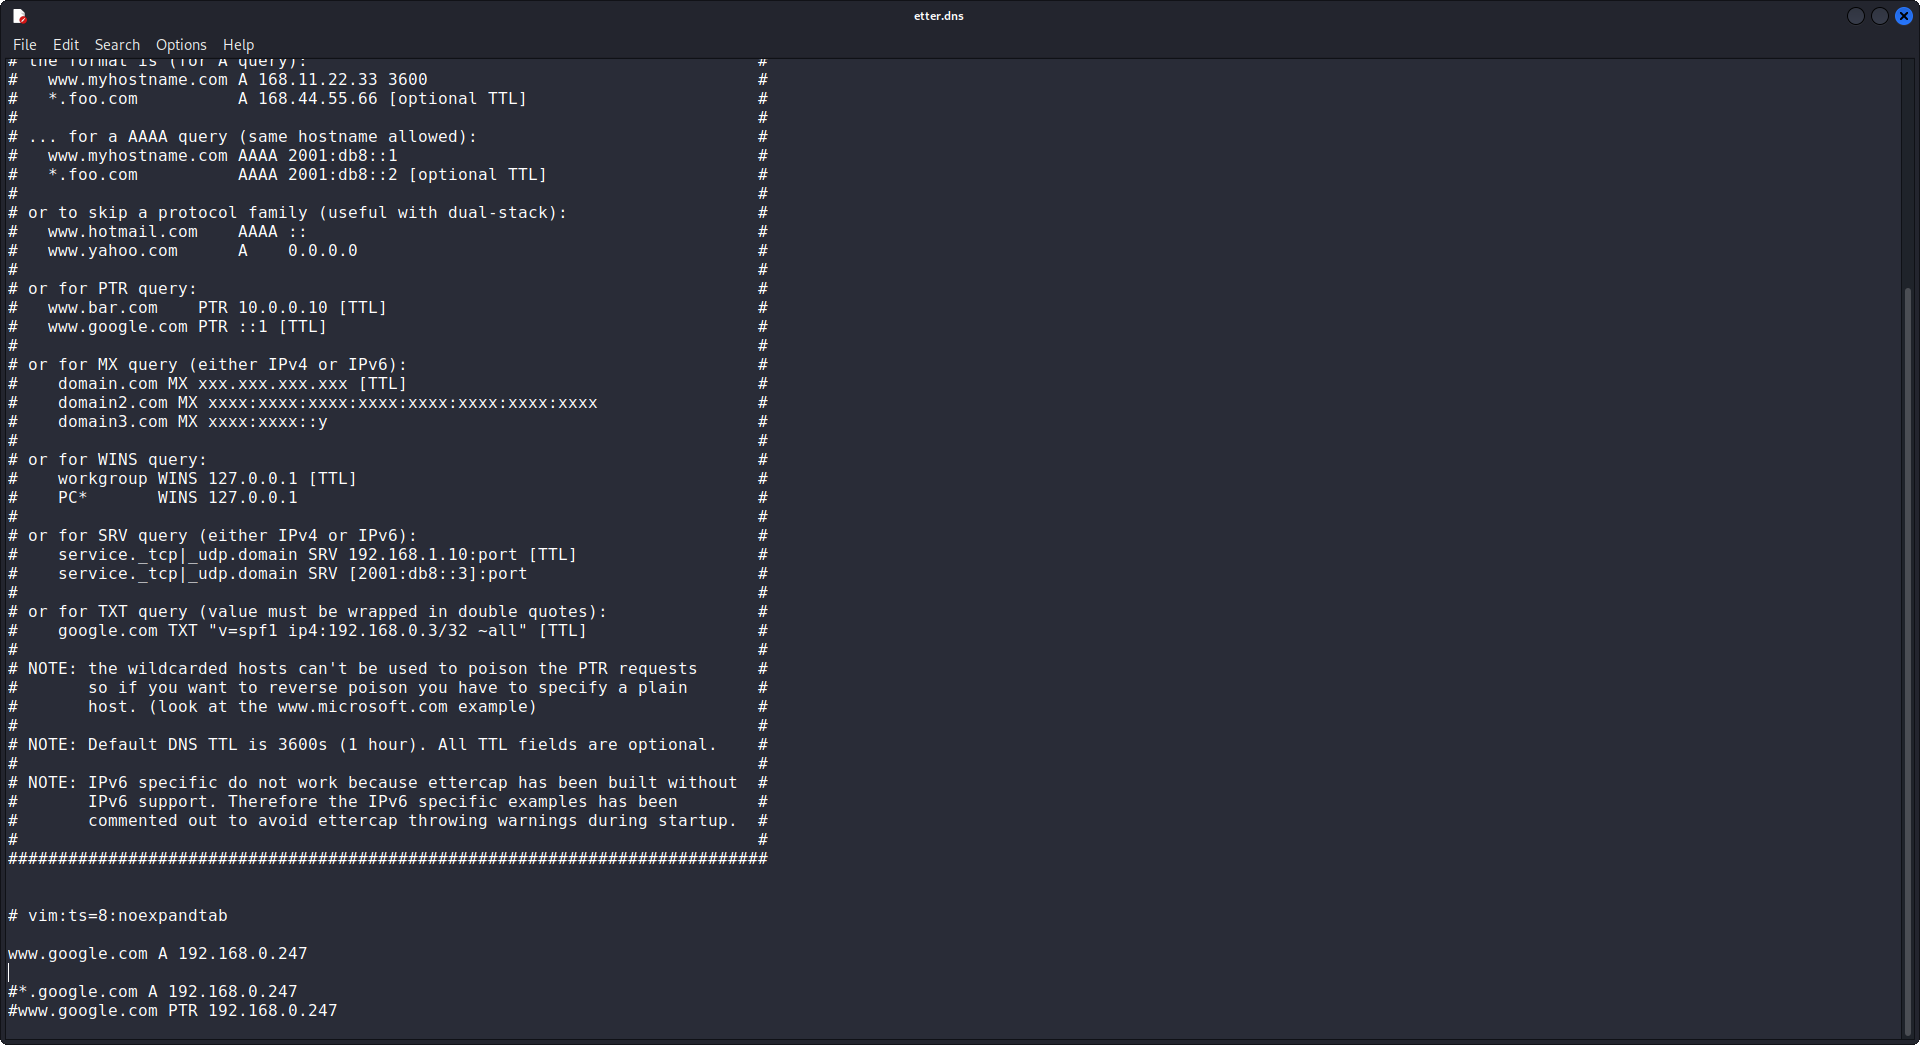 etter.dns
File Edit Search Options Help
# the format is (for A query): #
#   www.myhostname.com A 168.11.22.33 3600 #
#   *.foo.com          A 168.44.55.66 [optional TTL] #
# #
# ... for a AAAA query (same hostname allowed): #
#   www.myhostname.com AAAA 2001:db8::1 #
#   *.foo.com          AAAA 2001:db8::2 [optional TTL] #
# #
# or to skip a protocol family (useful with dual-stack): #
#   www.hotmail.com    AAAA :: #
#   www.yahoo.com      A    0.0.0.0 #
# #
# or for PTR query: #
#   www.bar.com    PTR 10.0.0.10 [TTL] #
#   www.google.com PTR ::1 [TTL] #
# #
# or for MX query (either IPv4 or IPv6): #
#    domain.com MX xxx.xxx.xxx.xxx [TTL] #
#    domain2.com MX xxxx:xxxx:xxxx:xxxx:xxxx:xxxx:xxxx:xxxx #
#    domain3.com MX xxxx:xxxx::y #
# #
# or for WINS query: #
#    workgroup WINS 127.0.0.1 [TTL] #
#    PC*       WINS 127.0.0.1 #
# #
# or for SRV query (either IPv4 or IPv6): #
#    service._tcp|_udp.domain SRV 192.168.1.10:port [TTL] #
#    service._tcp|_udp.domain SRV [2001:db8::3]:port #
# #
# or for TXT query (value must be wrapped in double quotes): #
#    google.com TXT "v=spf1 ip4:192.168.0.3/32 ~all" [TTL] #
# #
# NOTE: the wildcarded hosts can't be used to poison the PTR requests #
#       so if you want to reverse poison you have to specify a plain #
#       host. (look at the www.microsoft.com example) #
# #
# NOTE: Default DNS TTL is 3600s (1 hour). All TTL fields are optional. #
# #
# NOTE: IPv6 specific do not work because ettercap has been built without #
#       IPv6 support. Therefore the IPv6 specific examples has been #
#       commented out to avoid ettercap throwing warnings during startup. #
# #
############################################################################
# vim:ts=8:noexpandtab
www.google.com A 192.168.0.247
#*.google.com A 192.168.0.247
#www.google.com PTR 192.168.0.247